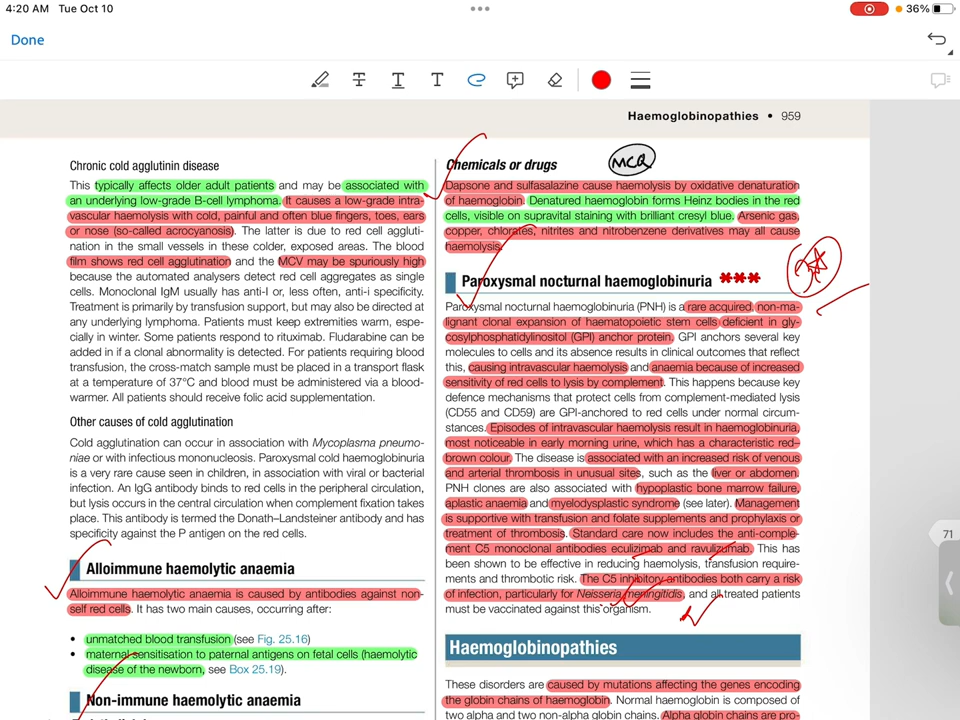 4:20 AM Tue Oct 10
36%
Done
T T T
Haemoglobinopathies • 959
Chronic cold agglutinin disease
This typically affects older adult patients and may be associated with
an underlying low-grade B-cell lymphoma. It causes a low-grade intra-
vascular haemolysis with cold, painful and often blue fingers, toes, ears
or nose (so-called acrocyanosis). The latter is due to red cell aggluti-
nation in the small vessels in these colder, exposed areas. The blood
film shows red cell agglutination and the MCV may be spuriously high
because the automated analysers detect red cell aggregates as single
cells. Monoclonal IgM usually has anti-I or, less often, anti-i specificity.
Treatment is primarily by transfusion support, but may also be directed at
any underlying lymphoma. Patients must keep extremities warm, espe-
cially in winter. Some patients respond to rituximab. Fludarabine can be
added in if a clonal abnormality is detected. For patients requiring blood
transfusion, the cross-match sample must be placed in a transport flask
at a temperature of 37°C and blood must be administered via a blood-
warmer. All patients should receive folic acid supplementation.
Other causes of cold agglutination
Cold agglutination can occur in association with Mycoplasma pneumo-
niae or with infectious mononucleosis. Paroxysmal cold haemoglobinuria
is a very rare cause seen in children, in association with viral or bacterial
infection. An IgG antibody binds to red cells in the peripheral circulation,
but lysis occurs in the central circulation when complement fixation takes
place. This antibody is termed the Donath–Landsteiner antibody and has
specificity against the P antigen on the red cells.
Alloimmune haemolytic anaemia
Alloimmune haemolytic anaemia is caused by antibodies against non-
self red cells. It has two main causes, occurring after:
• unmatched blood transfusion (see Fig. 25.16)
• maternal sensitisation to paternal antigens on fetal cells (haemolytic
disease of the newborn, see Box 25.19).
Non-immune haemolytic anaemia
Chemicals or drugs
MCQ
Dapsone and sulfasalazine cause haemolysis by oxidative denaturation
of haemoglobin. Denatured haemoglobin forms Heinz bodies in the red
cells, visible on supravital staining with brilliant cresyl blue. Arsenic gas,
copper, chlorates, nitrites and nitrobenzene derivatives may all cause
haemolysis.
Paroxysmal nocturnal haemoglobinuria ***
Paroxysmal nocturnal haemoglobinuria (PNH) is a rare acquired, non-ma-
lignant clonal expansion of haematopoietic stem cells deficient in gly-
cosylphosphatidylinositol (GPI) anchor protein. GPI anchors several key
molecules to cells and its absence results in clinical outcomes that reflect
this, causing intravascular haemolysis and anaemia because of increased
sensitivity of red cells to lysis by complement. This happens because key
defence mechanisms that protect cells from complement-mediated lysis
(CD55 and CD59) are GPI-anchored to red cells under normal circum-
stances. Episodes of intravascular haemolysis result in haemoglobinuria,
most noticeable in early morning urine, which has a characteristic red–
brown colour. The disease is associated with an increased risk of venous
and arterial thrombosis in unusual sites, such as the liver or abdomen.
PNH clones are also associated with hypoplastic bone marrow failure,
aplastic anaemia and myelodysplastic syndrome (see later). Management
is supportive with transfusion and folate supplements and prophylaxis or
treatment of thrombosis. Standard care now includes the anti-comple-
ment C5 monoclonal antibodies eculizimab and ravulizumab. This has
been shown to be effective in reducing haemolysis, transfusion require-
ments and thrombotic risk. The C5 inhibitory antibodies both carry a risk
of infection, particularly for Neisseria meningitidis, and all treated patients
must be vaccinated against this organism.
Haemoglobinopathies
These disorders are caused by mutations affecting the genes encoding
the globin chains of haemoglobin. Normal haemoglobin is composed of
two alpha and two non-alpha globin chains. Alpha globin chains are pro-
71